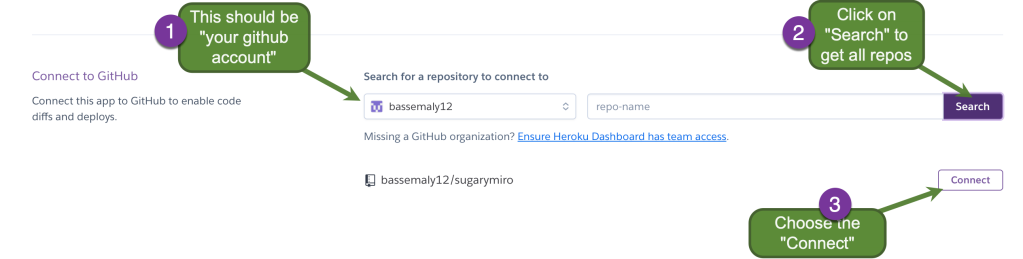 1
This should be
"your github
account"
2
Click on
"Search" to
get all repos
Connect to GitHub
Connect this app to GitHub to enable code
diffs and deploys.
Search for a repository to connect to
bassemaly12
repo-name
Search
Missing a GitHub organization? Ensure Heroku Dashboard has team access.
bassemaly12/sugarymiro
Connect
3
Choose the
"Connect"